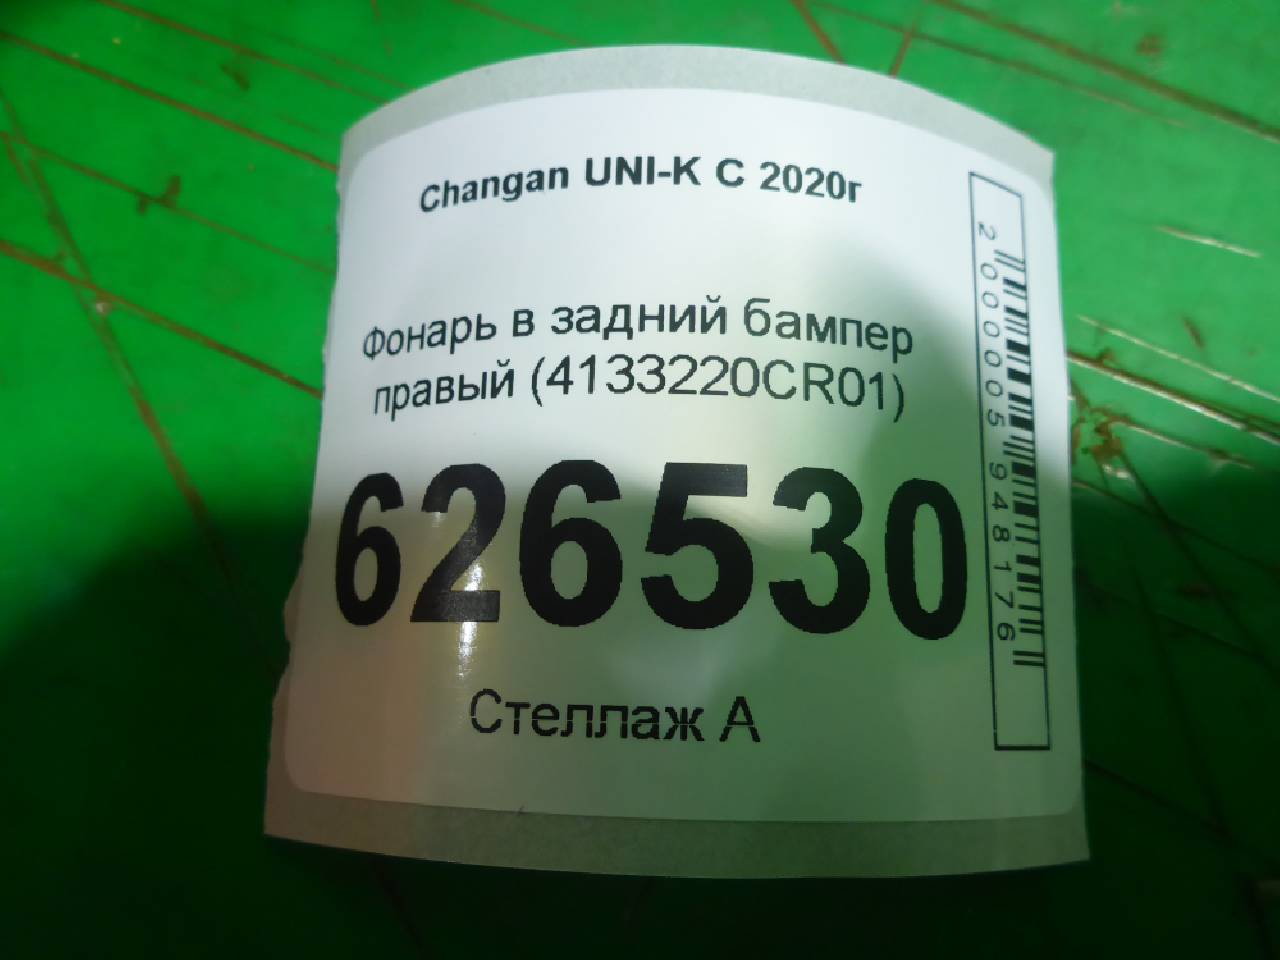 Changan UNI-K С 2020г
Фонарь в задний бампер
правый (4133220CR01)
626530
Стеллаж А
2000005948176